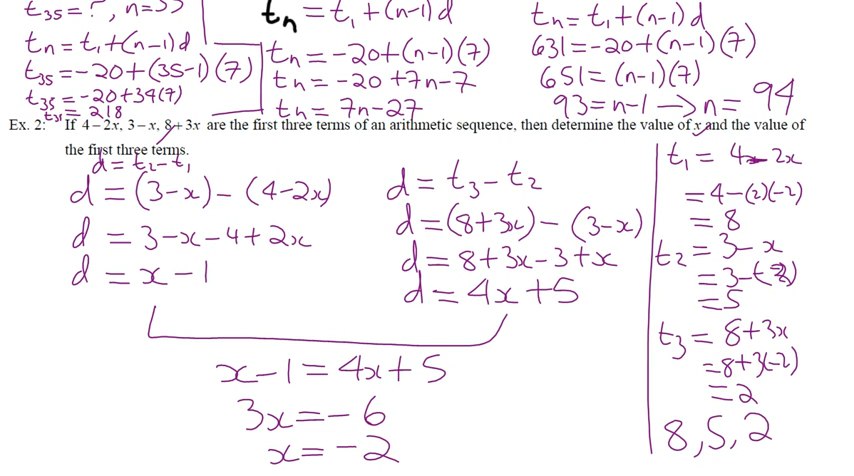 t35 = ?, n=35
tn = t1 + (n-1)d
t35 = -20 + (35-1)(7)
t35 = -20 + 34(7)
t35 = 218
tn = t1 + (n-1)d
tn = -20 + (n-1)(7)
tn = -20 + 7n - 7
tn = 7n - 27
tn = t1 + (n-1)d
631 = -20 + (n-1)(7)
651 = (n-1)(7)
93 = n-1 → n = 94
Ex. 2: If 4 – 2x, 3 – x, 8 + 3x are the first three terms of an arithmetic sequence, then determine the value of x and the value of
the first three terms.
d = t2 - t1
d = (3-x) - (4-2x)
d = 3 - x - 4 + 2x
d = x - 1
d = t3 - t2
d = (8+3x) - (3-x)
d = 8 + 3x - 3 + x
d = 4x + 5
x - 1 = 4x + 5
3x = -6
x = -2
t1 = 4 - 2x
= 4 - (2)(-2)
= 8
t2 = 3 - x
= 3 - (-2)
= 5
t3 = 8 + 3x
= 8 + 3(-2)
= 2
8, 5, 2